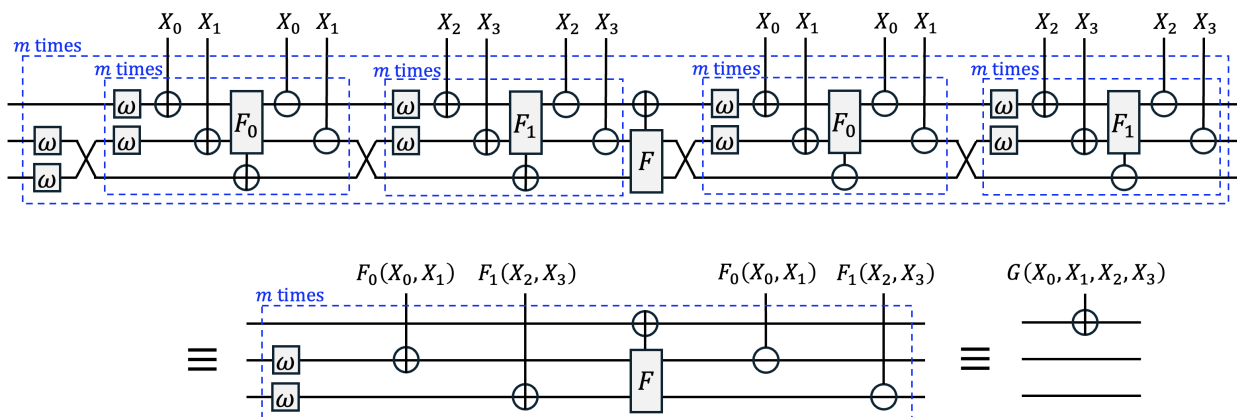 X₀ X₁ X₀ X₁ X₂ X₃ X₂ X₃ X₀ X₁ X₀ X₁ X₂ X₃ X₂ X₃
m times
m times m times m times m times
ω ω ω ω
F₀ F₁ F₀ F₁
ω ω ω ω ω
F
ω
F₀(X₀, X₁) F₁(X₂, X₃) F₀(X₀, X₁) F₁(X₂, X₃) G(X₀, X₁, X₂, X₃)
m times
≡ ω F ≡
ω